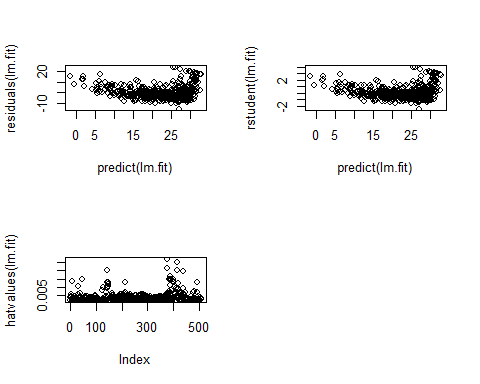 residuals(lm.fit)
-10
20
0
5
15
25
predict(lm.fit)
rstudent(lm.fit)
-2
2
0
5
15
25
predict(lm.fit)
hatvalues(lm.fit)
0.005
0
100
300
500
Index